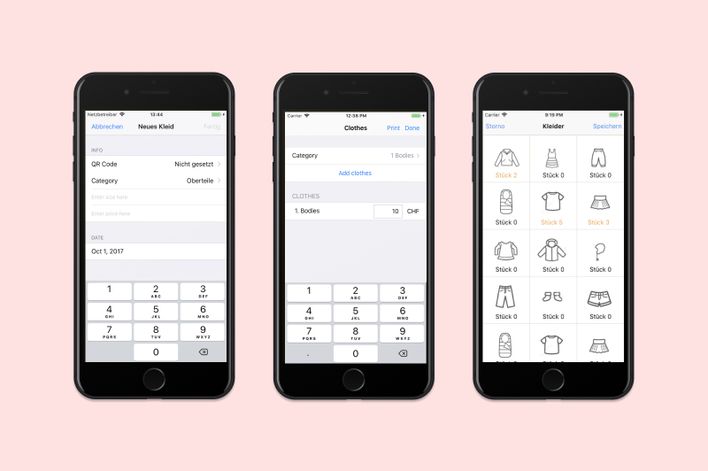 Netzbetreiber 13:44
Abbrechen Neues Kleid Fertig
INFO
QR Code Nicht gesetzt
Category Oberteile
Enter size here
Enter price here
DATE
Oct 1, 2017
1 2 3
ABC DEF
4 5 6
GHI JKL MNO
7 8 9
PQRS TUV WXYZ
0
Carrier 12:38 PM
Clothes Print Done
Category 1 Bodies
Add clothes
CLOTHES
1. Bodies 10 CHF
1 2 3
ABC DEF
4 5 6
GHI JKL MNO
7 8 9
PQRS TUV WXYZ
. 0
Carrier 9:19 PM
Storno Kleider Speichern
Stück 2 Stück 0 Stück 0
Stück 0 Stück 5 Stück 3
Stück 0 Stück 0 Stück 0
Stück 0 Stück 0 Stück 0